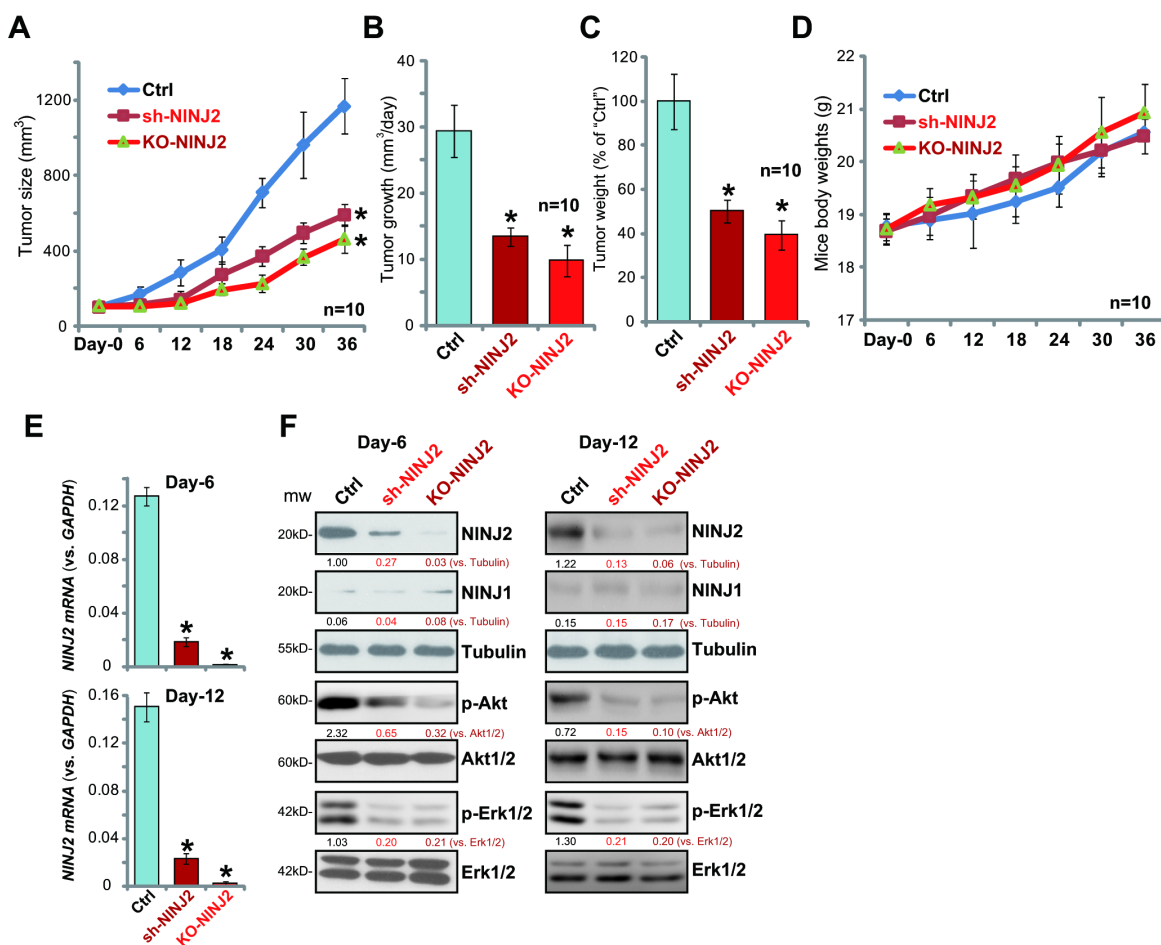 A
Tumor size (mm3)
1200
800
400
0
Ctrl
sh-NINJ2
KO-NINJ2
*
*
n=10
Day-0 6 12 18 24 30 36
B
Tumor growth (mm3/day)
40
30
20
10
0
*
n=10
*
Ctrl
sh-NINJ2
KO-NINJ2
C
Tumor weight (% of “Ctrl”)
120
100
80
60
40
20
0
*
n=10
*
Ctrl
sh-NINJ2
KO-NINJ2
D
Mice body weights (g)
22
21
20
19
18
17
Ctrl
sh-NINJ2
KO-NINJ2
n=10
Day-0 6 12 18 24 30 36
E
NINJ2 mRNA (vs. GAPDH)
Day-6
0.12
0.08
0.04
0
*
*
NINJ2 mRNA (vs. GAPDH)
Day-12
0.16
0.12
0.08
0.04
0
*
*
Ctrl
sh-NINJ2
KO-NINJ2
F
Day-6
mw
Ctrl
sh-NINJ2
KO-NINJ2
20kD- NINJ2
1.00 0.27 0.03 (vs. Tubulin)
20kD- NINJ1
0.06 0.04 0.08 (vs. Tubulin)
55kD- Tubulin
60kD- p-Akt
2.32 0.65 0.32 (vs. Akt1/2)
60kD- Akt1/2
42kD- p-Erk1/2
1.03 0.20 0.21 (vs. Erk1/2)
42kD- Erk1/2
Day-12
Ctrl
sh-NINJ2
KO-NINJ2
NINJ2
1.22 0.13 0.06 (vs. Tubulin)
NINJ1
0.15 0.15 0.17 (vs. Tubulin)
Tubulin
p-Akt
0.72 0.15 0.10 (vs. Akt1/2)
Akt1/2
p-Erk1/2
1.30 0.21 0.20 (vs. Erk1/2)
Erk1/2